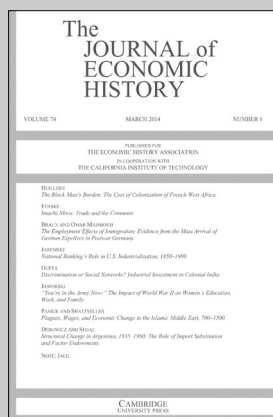 The
JOURNAL of
ECONOMIC
HISTORY
VOLUME 74 MARCH 2014 NUMBER 1
PUBLISHED FOR
THE ECONOMIC HISTORY ASSOCIATION
IN COOPERATION WITH
THE CALIFORNIA INSTITUTE OF TECHNOLOGY
HUILLERY
The Black Man's Burden: The Cost of Colonization of French West Africa
FENSKE
Imachi Nkwu: Trade and the Commons
BRAUN AND OMAR MAHMOUD
The Employment Effects of Immigration: Evidence from the Mass Arrival of
German Expellees in Postwar Germany
JAREMSKI
National Banking's Role in U.S. Industrialization, 1850–1900
GUPTA
Discrimination or Social Networks? Industrial Investment in Colonial India
JAWORSKI
"You're in the Army Now:" The Impact of World War II on Women's Education,
Work, and Family
PAMUK AND SHATZMILLER
Plagues, Wages, and Economic Change in the Islamic Middle East, 700–1500
DEBOWICZ AND SEGAL
Structural Change in Argentina, 1935–1960: The Role of Import Substitution
and Factor Endowments
NOTE: JALIL
CAMBRIDGE
UNIVERSITY PRESS